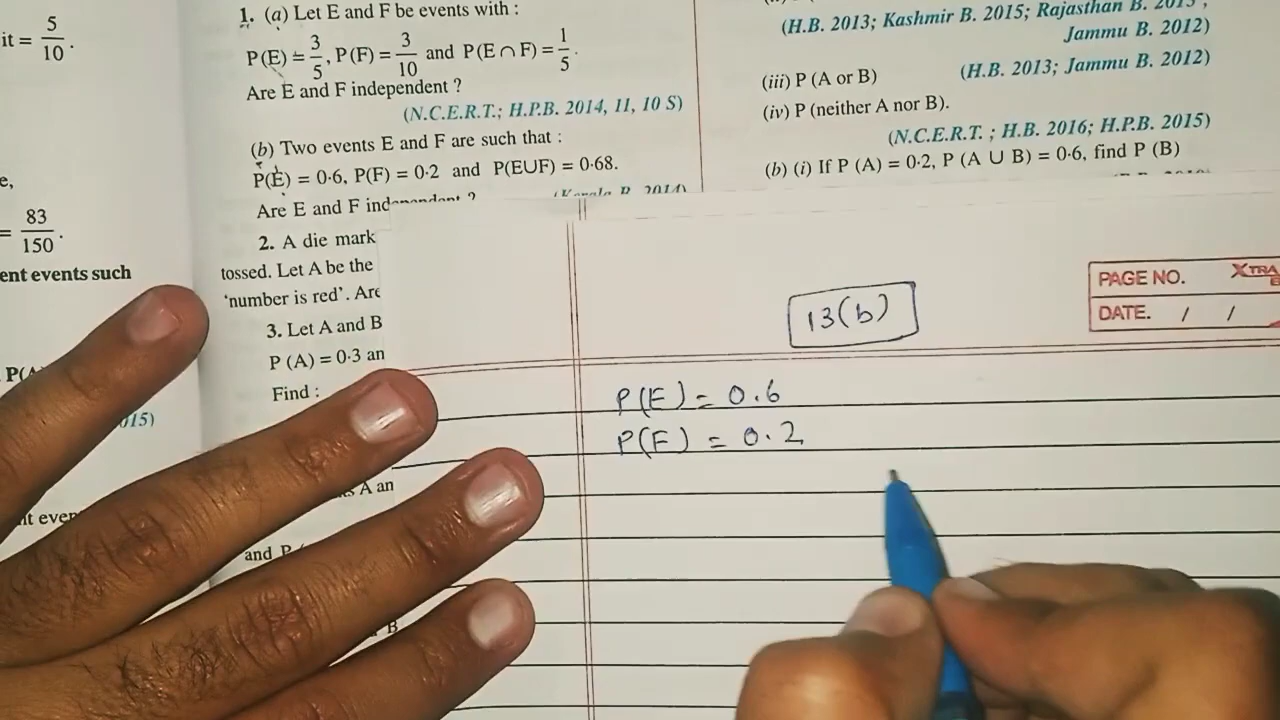 it = 5/10.
e,
= 83/150.
ent events such
P(A
015)
1. (a) Let E and F be events with :
P(E) = 3/5, P(F) = 3/10 and P(E ∩ F) = 1/5.
Are E and F independent ?
(N.C.E.R.T.; H.P.B. 2014, 11, 10 S)
(b) Two events E and F are such that :
P(E) = 0·6, P(F) = 0·2 and P(EUF) = 0·68.
Are E and F independent ?
2. A die mark
tossed. Let A be the
'number is red'. Are
3. Let A and B
P (A) = 0·3 an
Find :
A an
and P
B
(H.B. 2013; Kashmir B. 2015; Rajasthan B. 2013 ;
Jammu B. 2012)
(iii) P (A or B) (H.B. 2013; Jammu B. 2012)
(iv) P (neither A nor B).
(N.C.E.R.T. ; H.B. 2016; H.P.B. 2015)
(b) (i) If P (A) = 0·2, P (A U B) = 0·6, find P (B)
PAGE NO.
XTRA
DATE. / /
13(b)
P(E) = 0.6
P(F) = 0.2